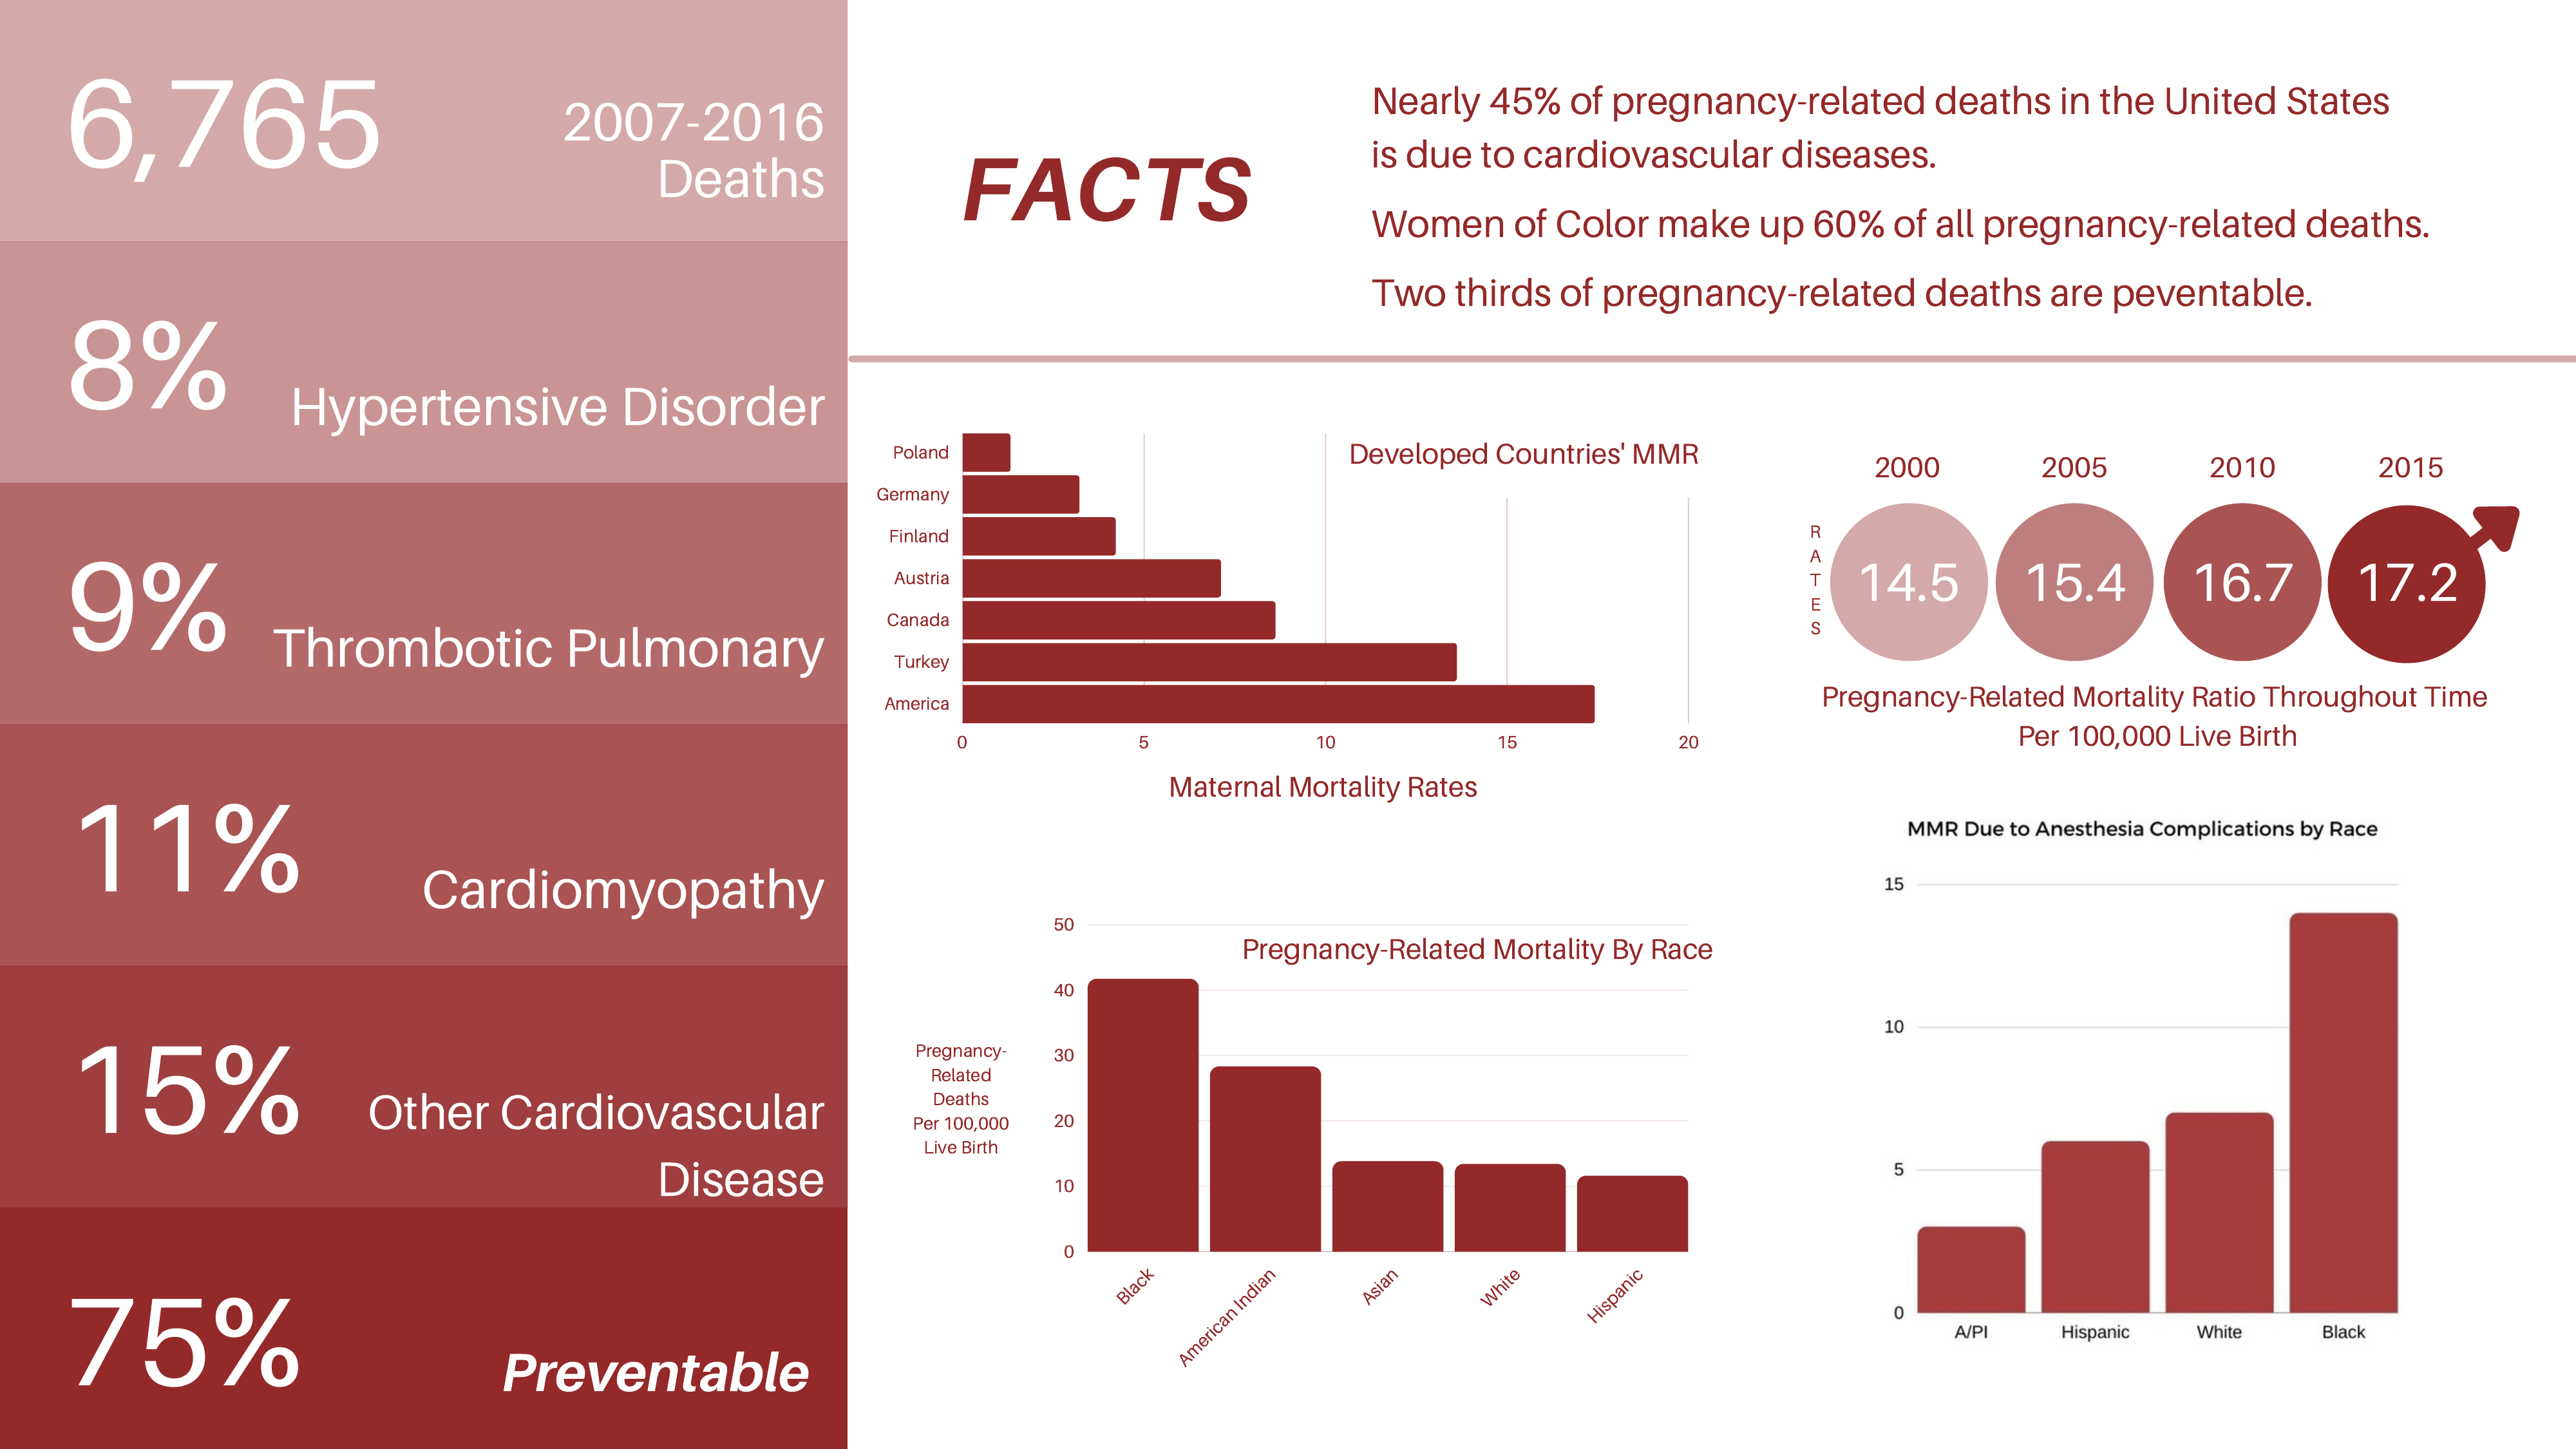 6,765
2007-2016
Deaths
8%
Hypertensive Disorder
9%
Thrombotic Pulmonary
11%
Cardiomyopathy
15%
Other Cardiovascular
Disease
75%
Preventable
FACTS
Nearly 45% of pregnancy-related deaths in the United States
is due to cardiovascular diseases.
Women of Color make up 60% of all pregnancy-related deaths.
Two thirds of pregnancy-related deaths are peventable.
Developed Countries' MMR
Poland
Germany
Finland
Austria
Canada
Turkey
America
0 5 10 15 20
Maternal Mortality Rates
2000 2005 2010 2015
RATES
14.5 15.4 16.7 17.2
Pregnancy-Related Mortality Ratio Throughout Time
Per 100,000 Live Birth
Pregnancy-Related Mortality By Race
Pregnancy-
Related
Deaths
Per 100,000
Live Birth
50
40
30
20
10
0
Black
American Indian
Asian
White
Hispanic
MMR Due to Anesthesia Complications by Race
15
10
5
0
A/PI Hispanic White Black